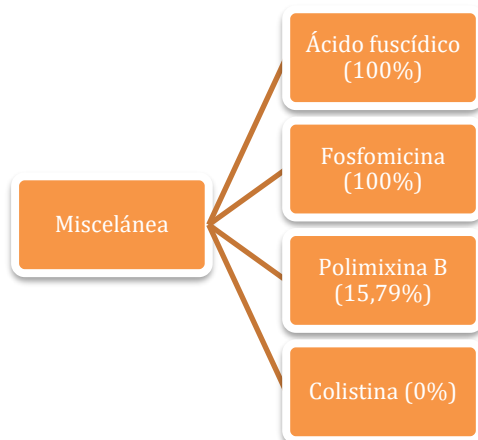 Miscelánea
Ácido fuscídico
(100%)
Fosfomicina
(100%)
Polimixina B
(15,79%)
Colistina (0%)